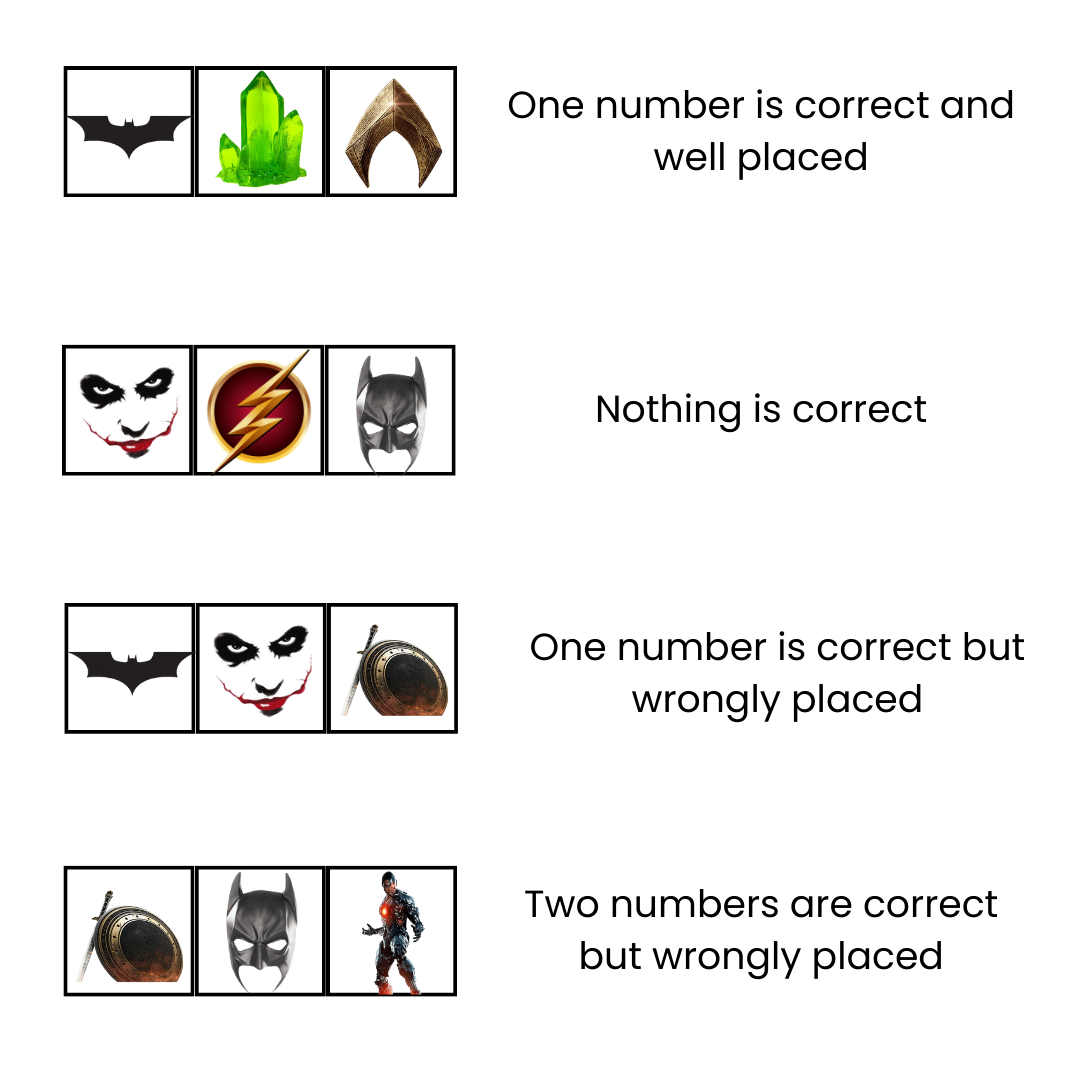 One number is correct and
well placed
Nothing is correct
One number is correct but
wrongly placed
Two numbers are correct
but wrongly placed